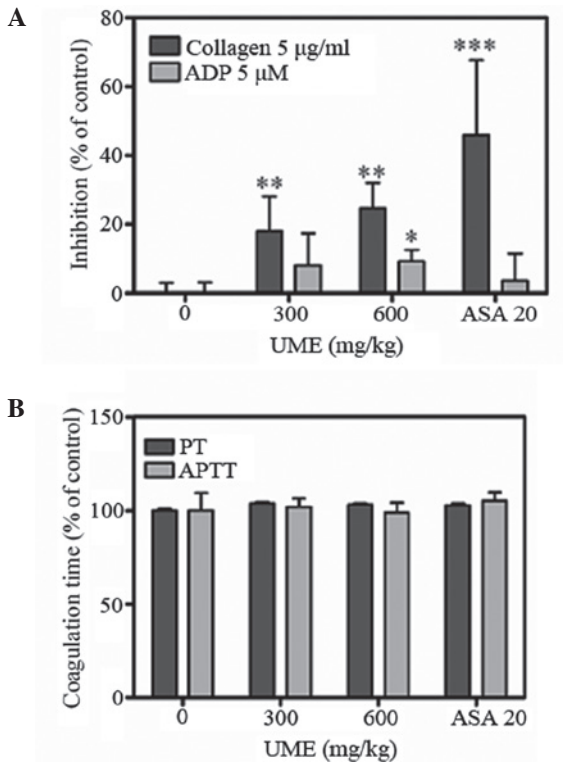 A
80
60
40
20
0
Inhibition (% of control)
Collagen 5 μg/ml
ADP 5 μM
**
**
*
***
0 300 600 ASA 20
UME (mg/kg)
B
150
100
50
0
Coagulation time (% of control)
PT
APTT
0 300 600 ASA 20
UME (mg/kg)